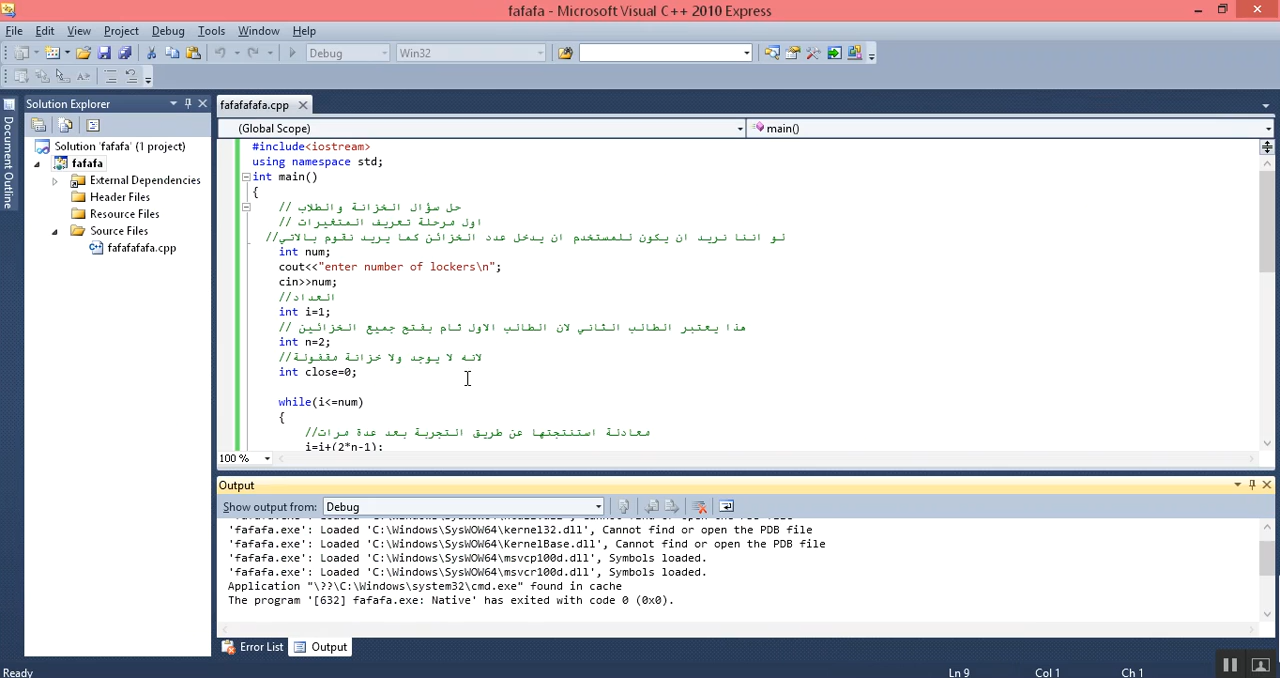 fafafa - Microsoft Visual C++ 2010 Express
File Edit View Project Debug Tools Window Help
Debug Win32
Solution Explorer
fafafafafa.cpp
Document Outline
(Global Scope)
main()
Solution 'fafafa' (1 project)
fafafa
External Dependencies
Header Files
Resource Files
Source Files
fafafafafa.cpp
#include<iostream>
using namespace std;
int main()
{
// حل سؤال الخزانة والطلاب
// اول مرحلة تعريف المتغيرات
//لو اننا نريد ان يكون للمستخدم ان يدخل عدد الخزائن كما يريد نقوم بالاتي
int num;
cout<<"enter number of lockers\n";
cin>>num;
//العداد
int i=1;
// هذا يعتبر الطالب الثاني لان الطالب الاول قام بفتح جميع الخزائين
int n=2;
//لانه لا يوجد ولا خزانة مقفولة
int close=0;
while(i<=num)
{
//معادلة استنتجتها عن طريق التجربة بعد عدة مرات
i=i+(2*n-1);
100 %
Output
Show output from: Debug
'fafafa.exe': Loaded 'C:\Windows\SysWOW64\kernel32.dll', Cannot find or open the PDB file
'fafafa.exe': Loaded 'C:\Windows\SysWOW64\KernelBase.dll', Cannot find or open the PDB file
'fafafa.exe': Loaded 'C:\Windows\SysWOW64\msvcp100d.dll', Symbols loaded.
'fafafa.exe': Loaded 'C:\Windows\SysWOW64\msvcr100d.dll', Symbols loaded.
Application "\??\C:\Windows\system32\cmd.exe" found in cache
The program '[632] fafafa.exe: Native' has exited with code 0 (0x0).
Error List Output
Ready Ln 9 Col 1 Ch 1